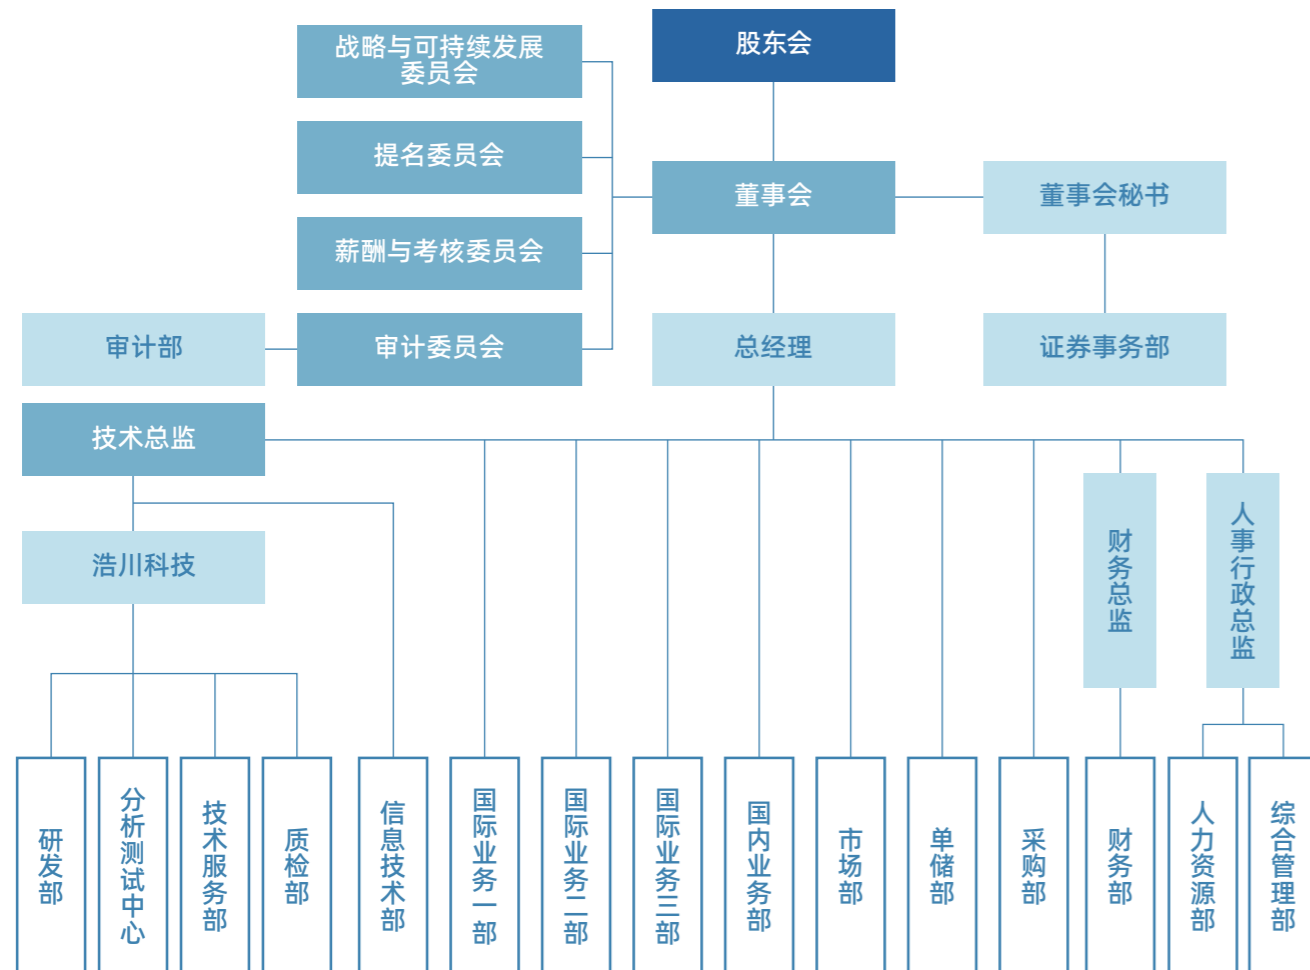 股东会
战略与可持续发展
委员会
提名委员会
董事会
董事会秘书
薪酬与考核委员会
审计部
审计委员会
总经理
证券事务部
技术总监
浩川科技
财务总监
人事行政总监
研发部
分析测试中心
技术服务部
质检部
信息技术部
国际业务一部
国际业务二部
国际业务三部
国内业务部
市场部
单储部
采购部
财务部
人力资源部
综合管理部